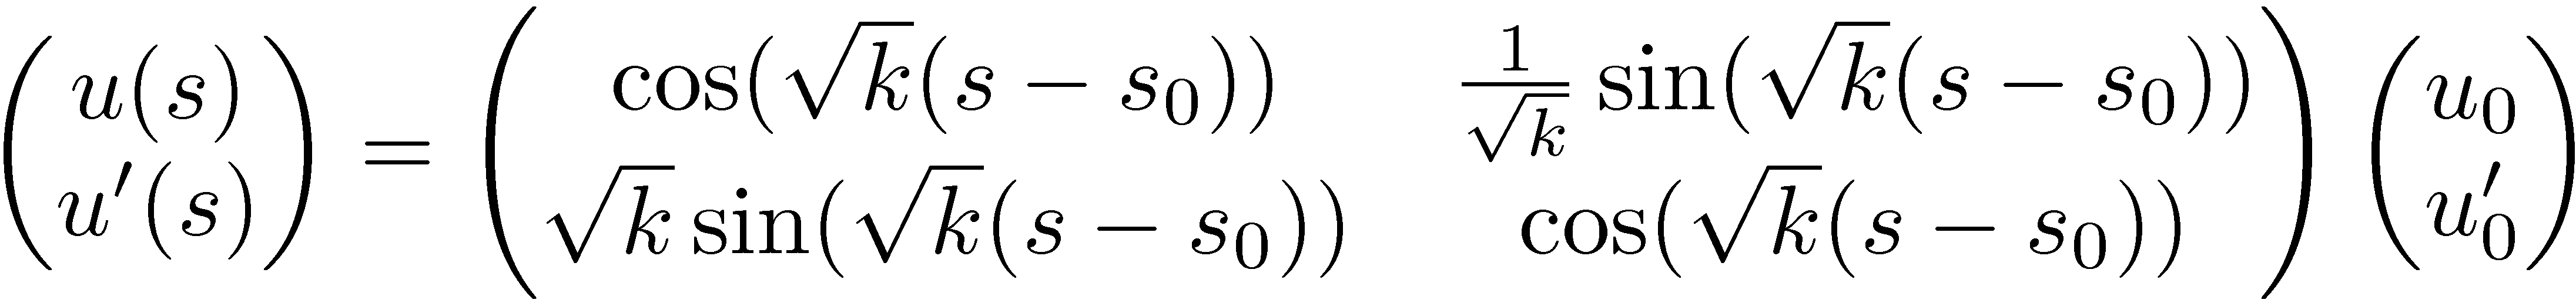 \begin{pmatrix} u(s) \\ u'(s) \end{pmatrix} = \begin{pmatrix} \cos(\sqrt{k}(s-s_0)) & \frac{1}{\sqrt{k}}\sin(\sqrt{k}(s-s_0)) \\ \sqrt{k}\sin(\sqrt{k}(s-s_0)) & \cos(\sqrt{k}(s-s_0)) \end{pmatrix} \begin{pmatrix} u_0 \\ u'_0 \end{pmatrix}